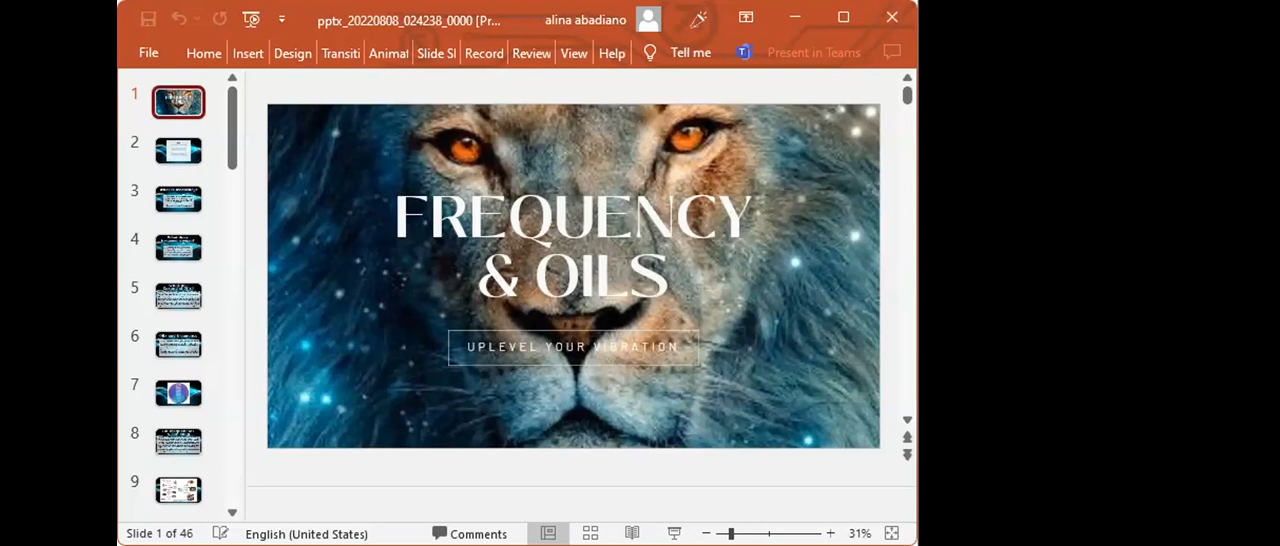 pptx_20220808_024238_0000 [Pr...
alina abadiano
File Home Insert Design Transiti Animal Slide Sl Record Review View Help Tell me Present in Teams
1
2
3
4
5
6
7
8
9
FREQUENCY
& OILS
UPLEVEL YOUR VIBRATION
Slide 1 of 46 English (United States) Comments 31%